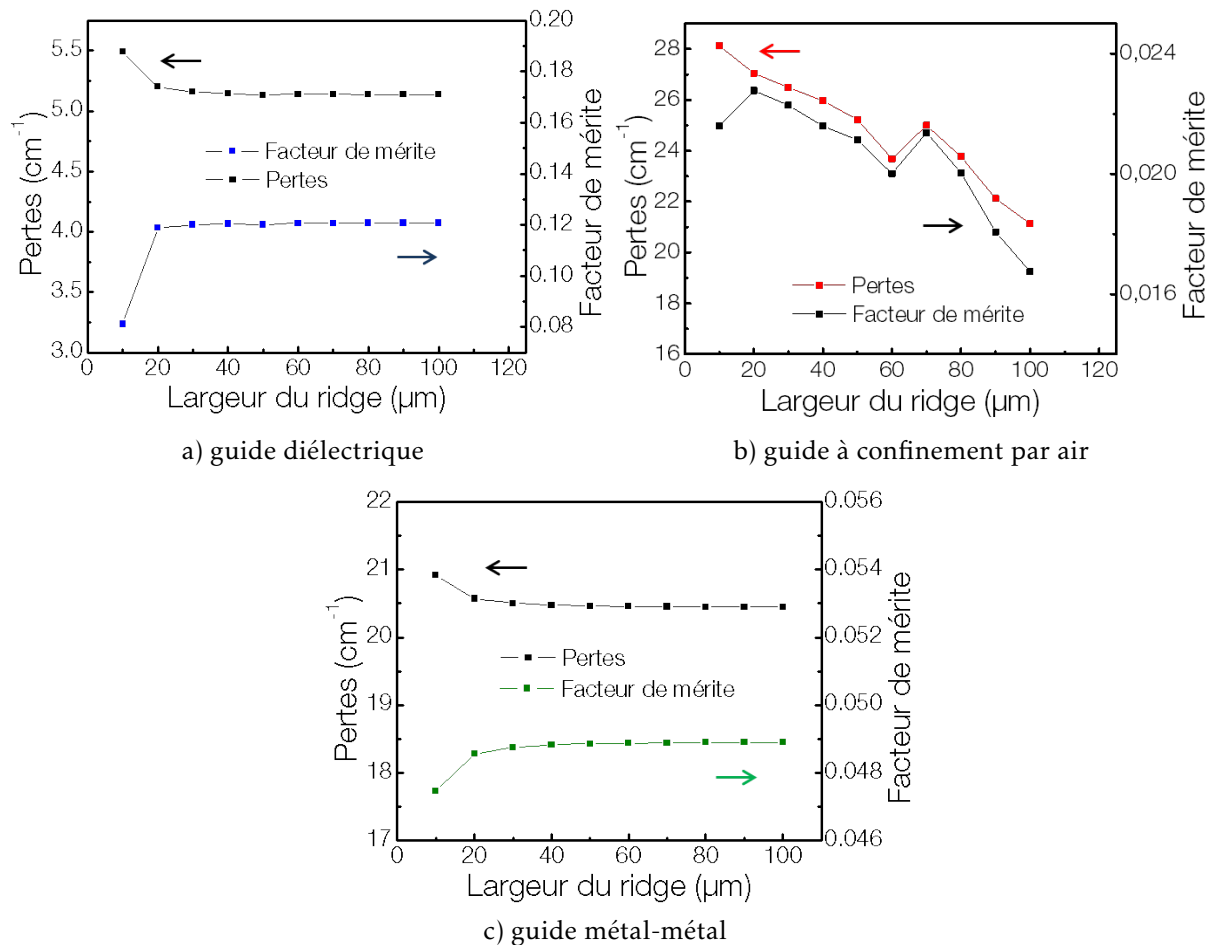 5.5
5.0
4.5
4.0
3.5
3.0
Pertes (cm-1)
0.20
0.18
0.16
0.14
0.12
0.10
0.08
Facteur de mérite
Facteur de mérite
Pertes
0 20 40 60 80 100 120
Largeur du ridge (µm)
a) guide diélectrique
28
26
24
22
20
18
16
Pertes (cm-1)
0,024
0,020
0,016
Facteur de mérite
Pertes
Facteur de mérite
0 20 40 60 80 100 120
Largeur du ridge (µm)
b) guide à confinement par air
22
21
20
19
18
17
Pertes (cm-1)
0.056
0.054
0.052
0.050
0.048
0.046
Facteur de mérite
Pertes
Facteur de mérite
0 20 40 60 80 100
Largeur du ridge (µm)
c) guide métal-métal